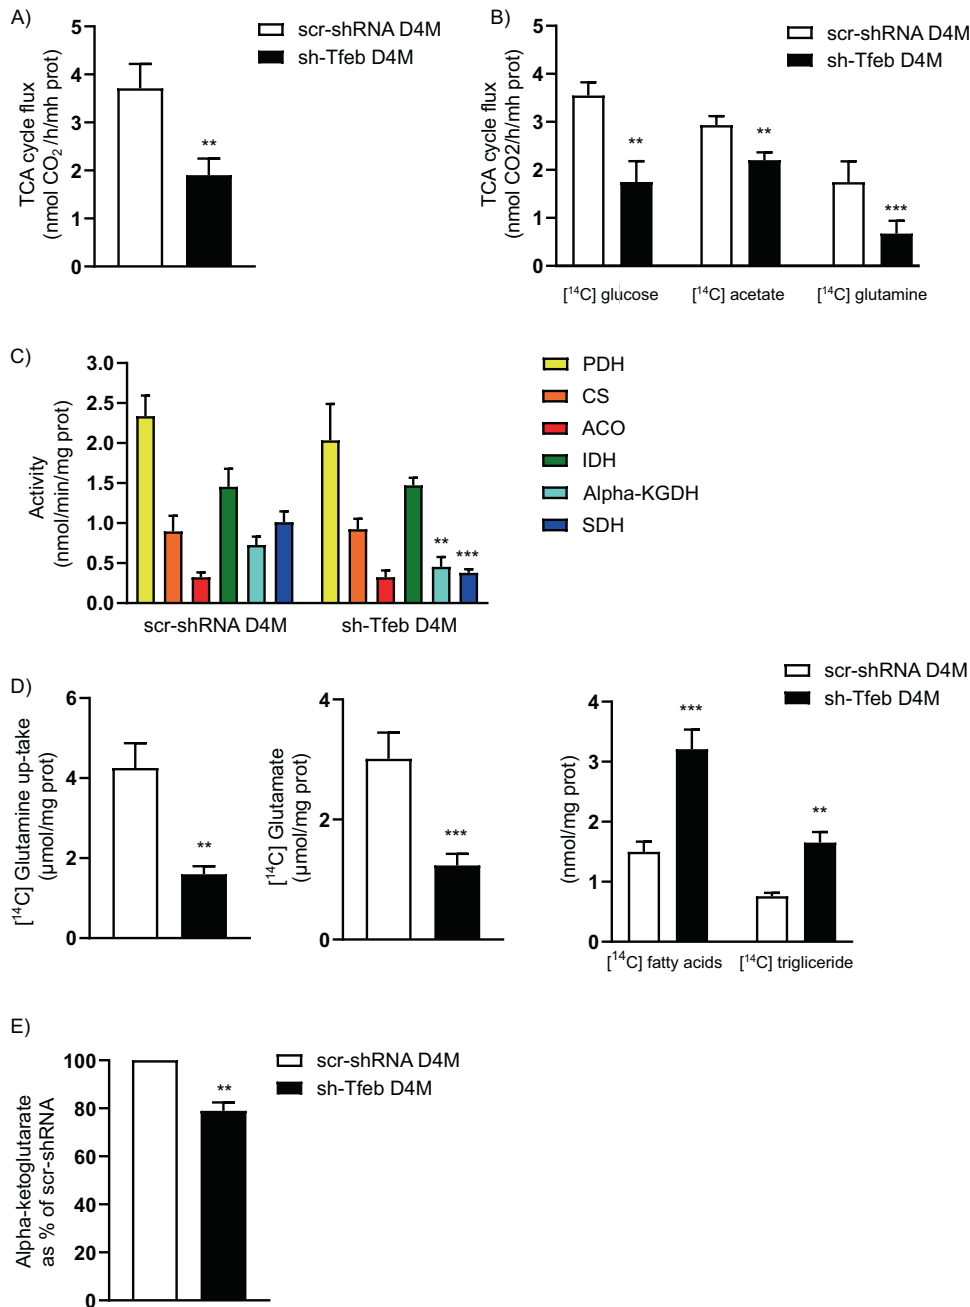 A)
scr-shRNA D4M
sh-Tfeb D4M
TCA cycle flux
(nmol CO₂/h/mh prot)
5
4
3
2
1
0
**
B)
scr-shRNA D4M
sh-Tfeb D4M
TCA cycle flux
(nmol CO2/h/mh prot)
5
4
3
2
1
0
**
**
***
[¹⁴C] glucose
[¹⁴C] acetate
[¹⁴C] glutamine
C)
Activity
(nmol/min/mg prot)
3.0
2.5
2.0
1.5
1.0
0.5
0.0
**
***
scr-shRNA D4M
sh-Tfeb D4M
PDH
CS
ACO
IDH
Alpha-KGDH
SDH
D)
[¹⁴C] Glutamine up-take
(μmol/mg prot)
6
4
2
0
**
[¹⁴C] Glutamate
(μmol/mg prot)
4
2
0
***
scr-shRNA D4M
sh-Tfeb D4M
(nmol/mg prot)
4
3
2
1
0
***
**
[¹⁴C] fatty acids
[¹⁴C] trigliceride
E)
scr-shRNA D4M
sh-Tfeb D4M
Alpha-ketoglutarate
as % of scr-shRNA
100
80
60
40
20
0
**